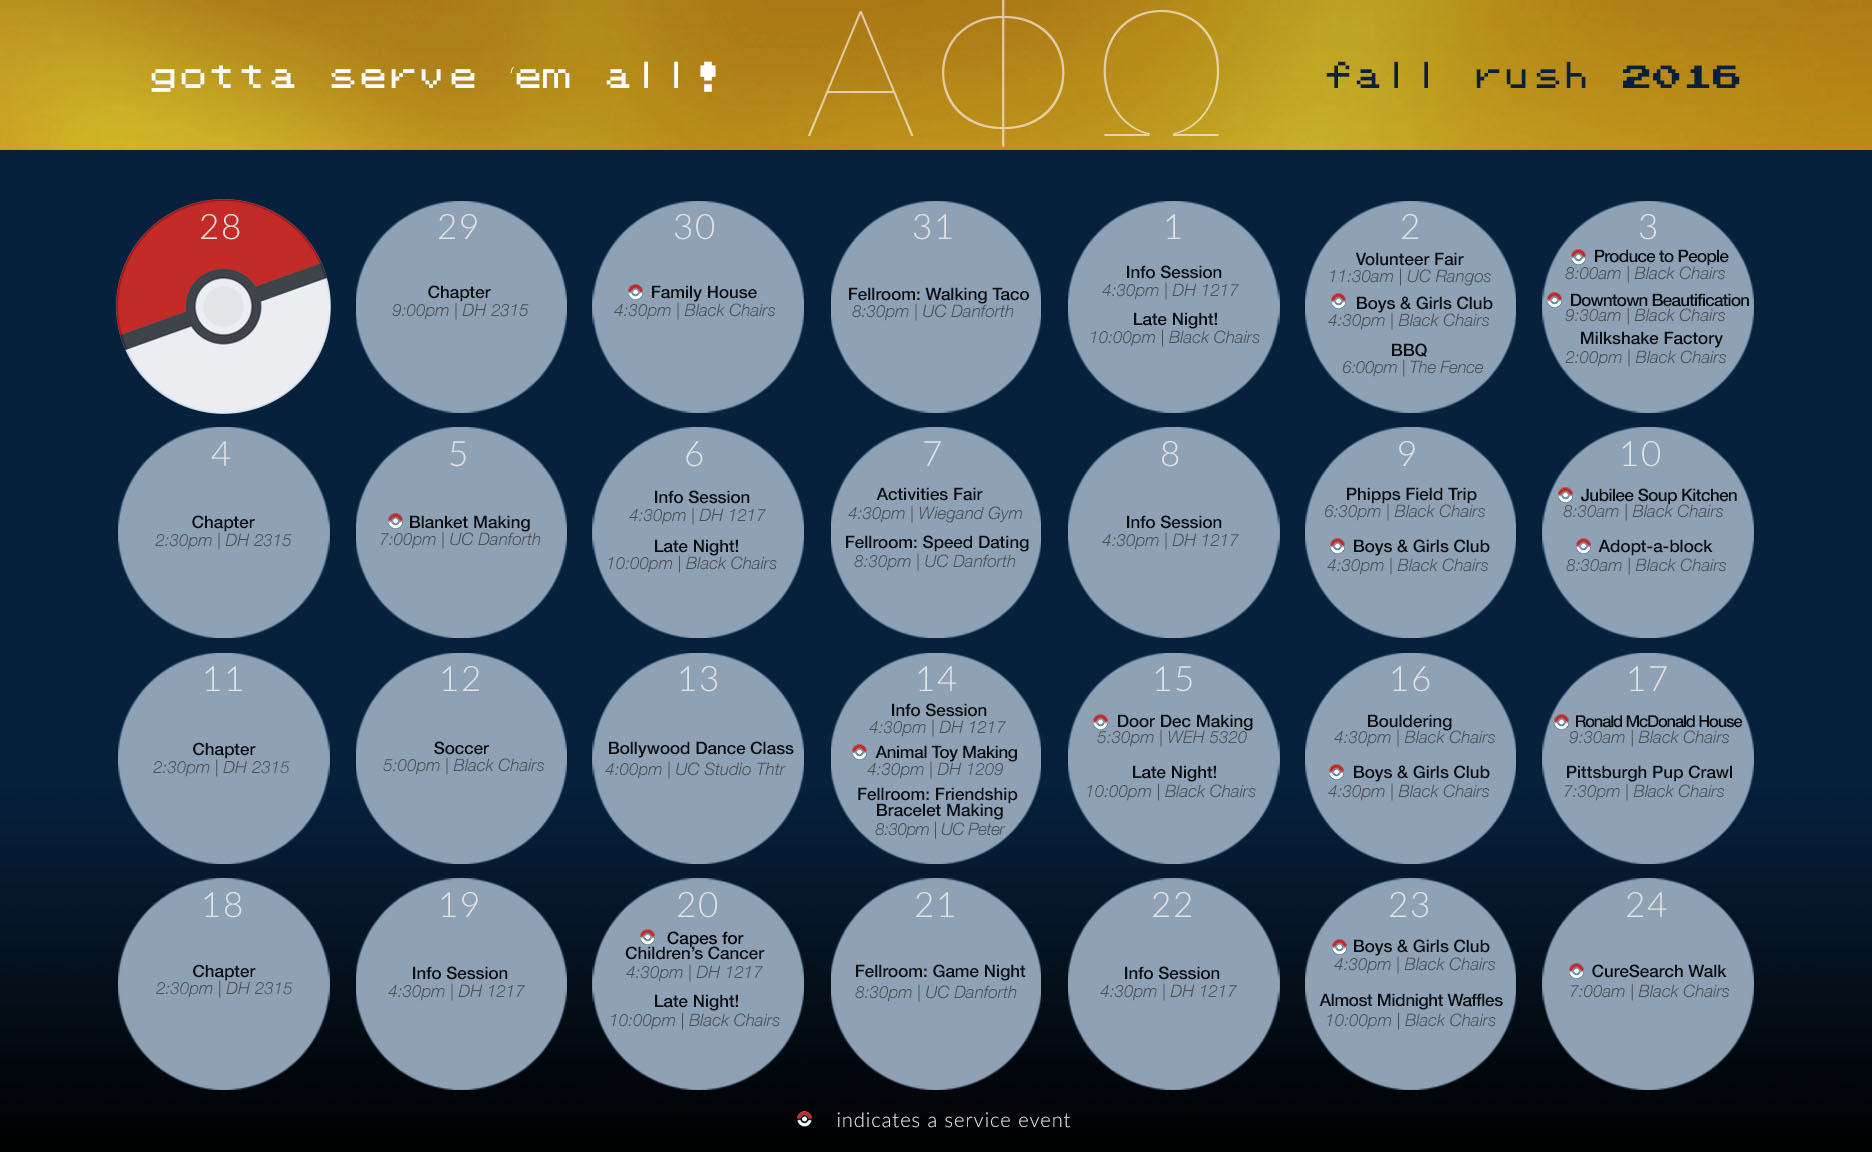 gotta serve 'em all!
ΑΦΩ
fall rush 2016
28
29
Chapter
9:00pm | DH 2315
30
Family House
4:30pm | Black Chairs
31
Fellroom: Walking Taco
8:30pm | UC Danforth
1
Info Session
4:30pm | DH 1217
Late Night!
10:00pm | Black Chairs
2
Volunteer Fair
11:30am | UC Rangos
Boys & Girls Club
4:30pm | Black Chairs
BBQ
6:00pm | The Fence
3
Produce to People
8:00am | Black Chairs
Downtown Beautification
9:30am | Black Chairs
Milkshake Factory
2:00pm | Black Chairs
4
Chapter
2:30pm | DH 2315
5
Blanket Making
7:00pm | UC Danforth
6
Info Session
4:30pm | DH 1217
Late Night!
10:00pm | Black Chairs
7
Activities Fair
4:30pm | Wiegand Gym
Fellroom: Speed Dating
8:30pm | UC Danforth
8
Info Session
4:30pm | DH 1217
9
Phipps Field Trip
6:30pm | Black Chairs
Boys & Girls Club
4:30pm | Black Chairs
10
Jubilee Soup Kitchen
8:30am | Black Chairs
Adopt-a-block
8:30am | Black Chairs
11
Chapter
2:30pm | DH 2315
12
Soccer
5:00pm | Black Chairs
13
Bollywood Dance Class
4:00pm | UC Studio Thtr
14
Info Session
4:30pm | DH 1217
Animal Toy Making
4:30pm | DH 1209
Fellroom: Friendship
Bracelet Making
8:30pm | UC Peter
15
Door Dec Making
5:30pm | WEH 5320
Late Night!
10:00pm | Black Chairs
16
Bouldering
4:30pm | Black Chairs
Boys & Girls Club
4:30pm | Black Chairs
17
Ronald McDonald House
9:30am | Black Chairs
Pittsburgh Pup Crawl
7:30pm | Black Chairs
18
Chapter
2:30pm | DH 2315
19
Info Session
4:30pm | DH 1217
20
Capes for
Children's Cancer
4:30pm | DH 1217
Late Night!
10:00pm | Black Chairs
21
Fellroom: Game Night
8:30pm | UC Danforth
22
Info Session
4:30pm | DH 1217
23
Boys & Girls Club
4:30pm | Black Chairs
Almost Midnight Waffles
10:00pm | Black Chairs
24
CureSearch Walk
7:00am | Black Chairs
indicates a service event